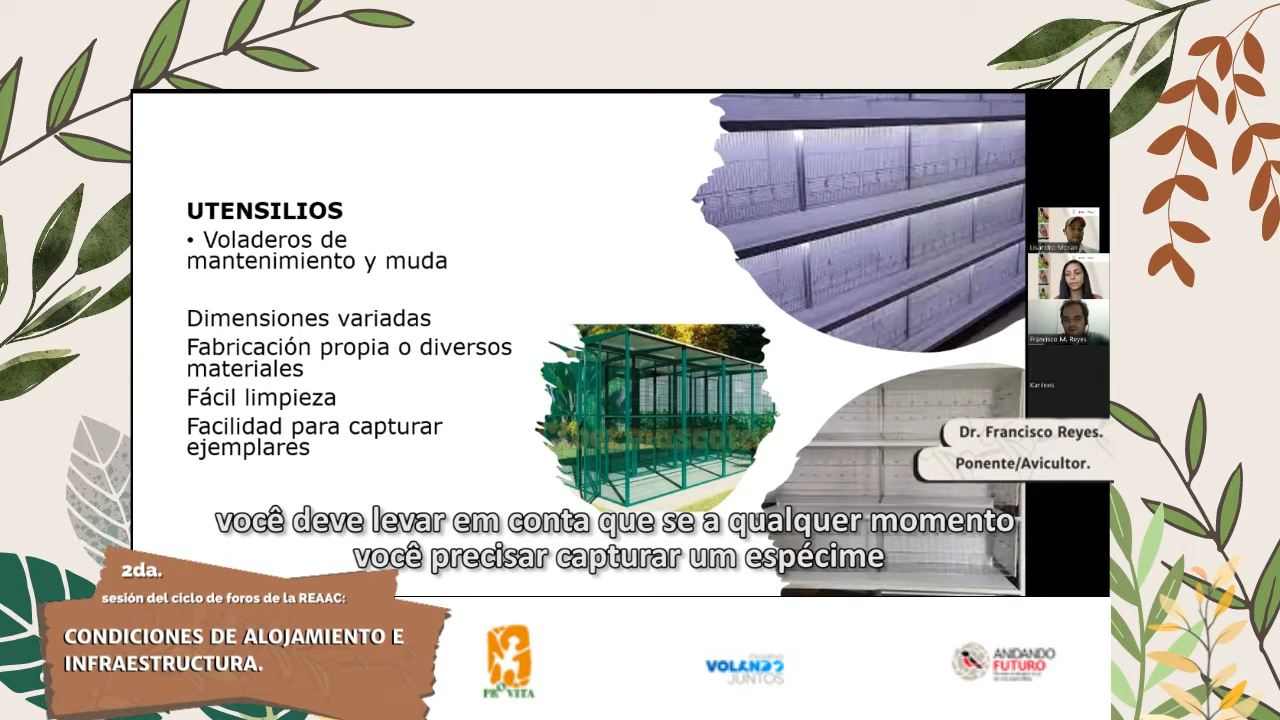 UTENSILIOS
• Voladeros de
mantenimiento y muda
Dimensiones variadas
Fabricación propia o diversos
materiales
Fácil limpieza
Facilidad para capturar
ejemplares
Lisandro Moran
Francisco M. Reyes
Karilexis
Dr. Francisco Reyes.
Ponente/Avicultor.
você deve levar em conta que se a qualquer momento
você precisar capturar um espécime
2da.
sesión del ciclo de foros de la REAAC:
CONDICIONES DE ALOJAMIENTO E
INFRAESTRUCTURA.
PROVITA
VOLANDO
JUNTOS
ANIDANDO
FUTURO